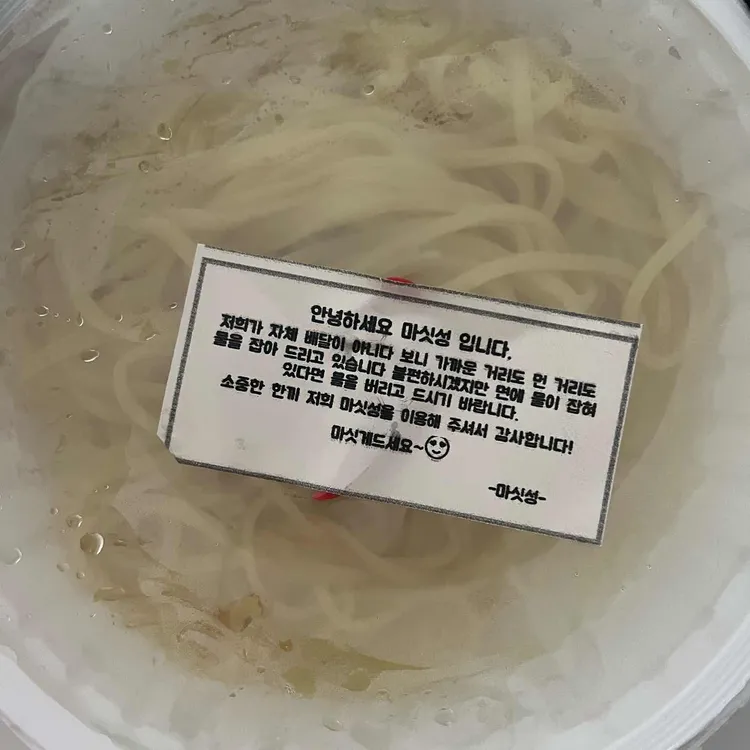 안녕하세요 마싯성 입니다.
저희가 자체 배달이 아니다 보니 가까운 거리도 먼 거리도
물을 잡아 드리고 있습니다 불편하시겠지만 면에 물이 잡혀
있다면 물을 버리고 드시기 바랍니다.
소중한 한끼 저희 마싯성을 이용해 주셔서 감사합니다!
마싯게드세요~😍
-마싯성-